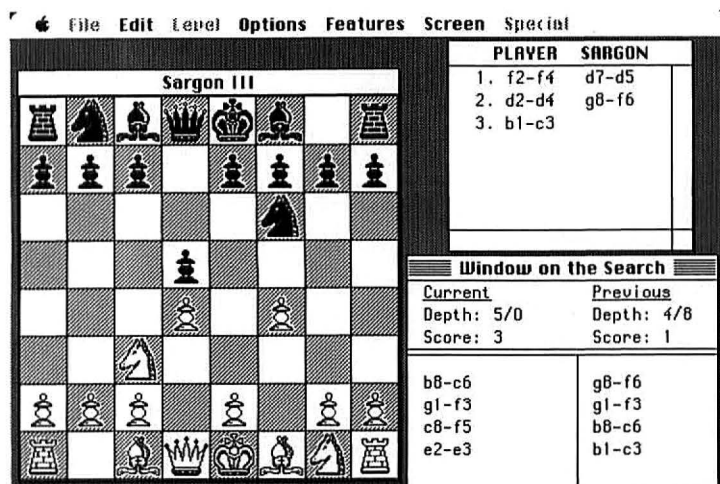 File Edit Level Options Features Screen Special
PLAYER SARGON
1. f2-f4 d7-d5
2. d2-d4 g8-f6
3. b1-c3
Sargon III
Window on the Search
Current Previous
Depth: 5/0 Depth: 4/8
Score: 3 Score: 1
b8-c6 g8-f6
g1-f3 g1-f3
c8-f5 b8-c6
e2-e3 b1-c3